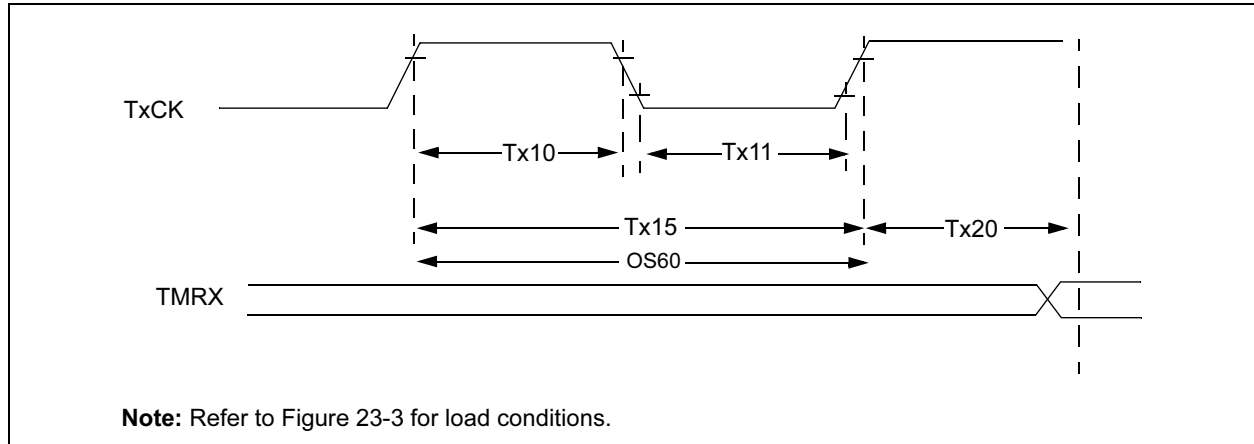 TxCK
Tx10
Tx11
Tx15
Tx20
OS60
TMRX
Note: Refer to Figure 23-3 for load conditions.